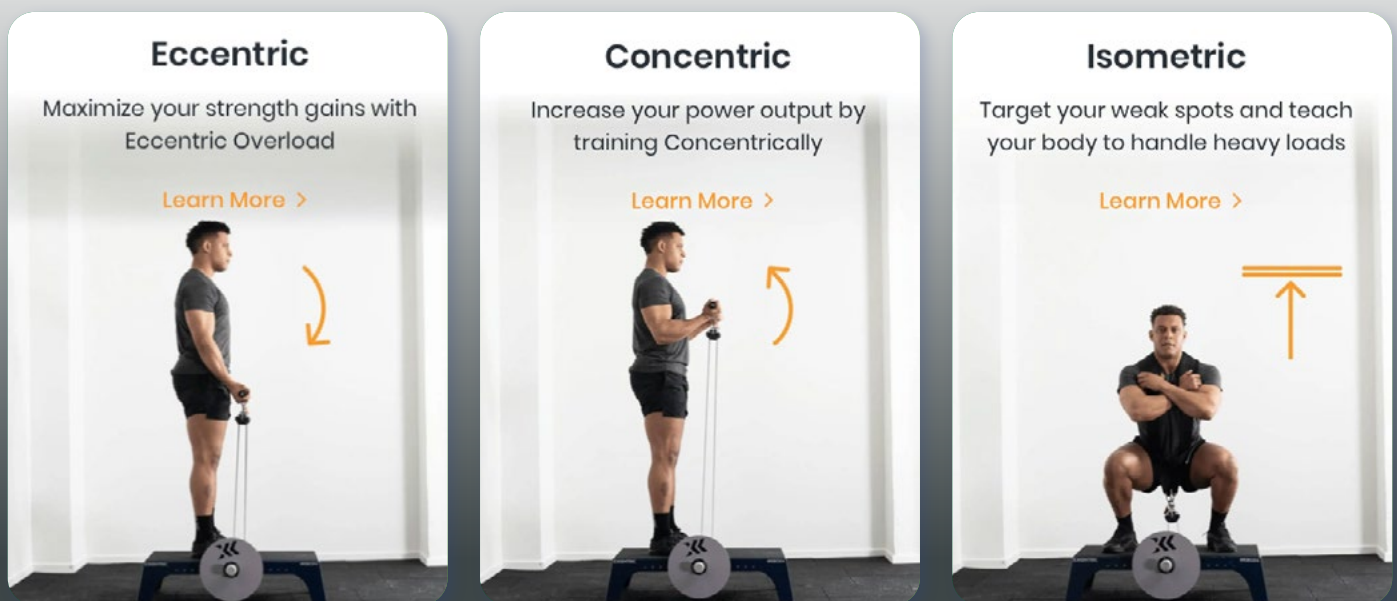 Eccentric
Maximize your strength gains with
Eccentric Overload
Learn More >
Concentric
Increase your power output by
training Concentrically
Learn More >
Isometric
Target your weak spots and teach
your body to handle heavy loads
Learn More >